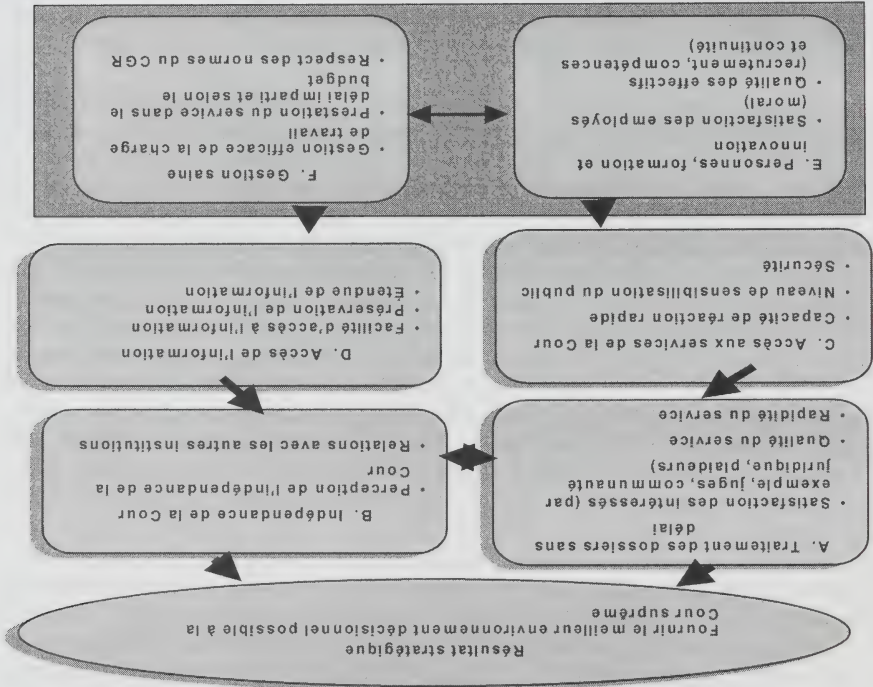 Résultat stratégique
Fournir le meilleur environnement décisionnel possible à la
Cour suprême
A. Traitement des dossiers sans
délai
• Satisfaction des intéressés (par
exemple, juges, communauté
juridique, plaideurs)
• Qualité du service
• Rapidité du service
B. Indépendance de la Cour
• Perception de l'indépendance de la
Cour
• Relations avec les autres institutions
C. Accès aux services de la Cour
• Capacité de réaction rapide
• Niveau de sensibilisation du public
• Sécurité
D. Accès de l'information
• Facilité d'accès à l'information
• Préservation de l'information
• Étendue de l'information
E. Personnes, formation et
innovation
• Satisfaction des employés
(moral)
• Qualité des effectifs
(recrutement, compétences
et continuité)
F. Gestion saine
• Gestion efficace de la charge
de travail
• Prestation du service dans le
délai imparti et selon le
budget
• Respect des normes du CGR